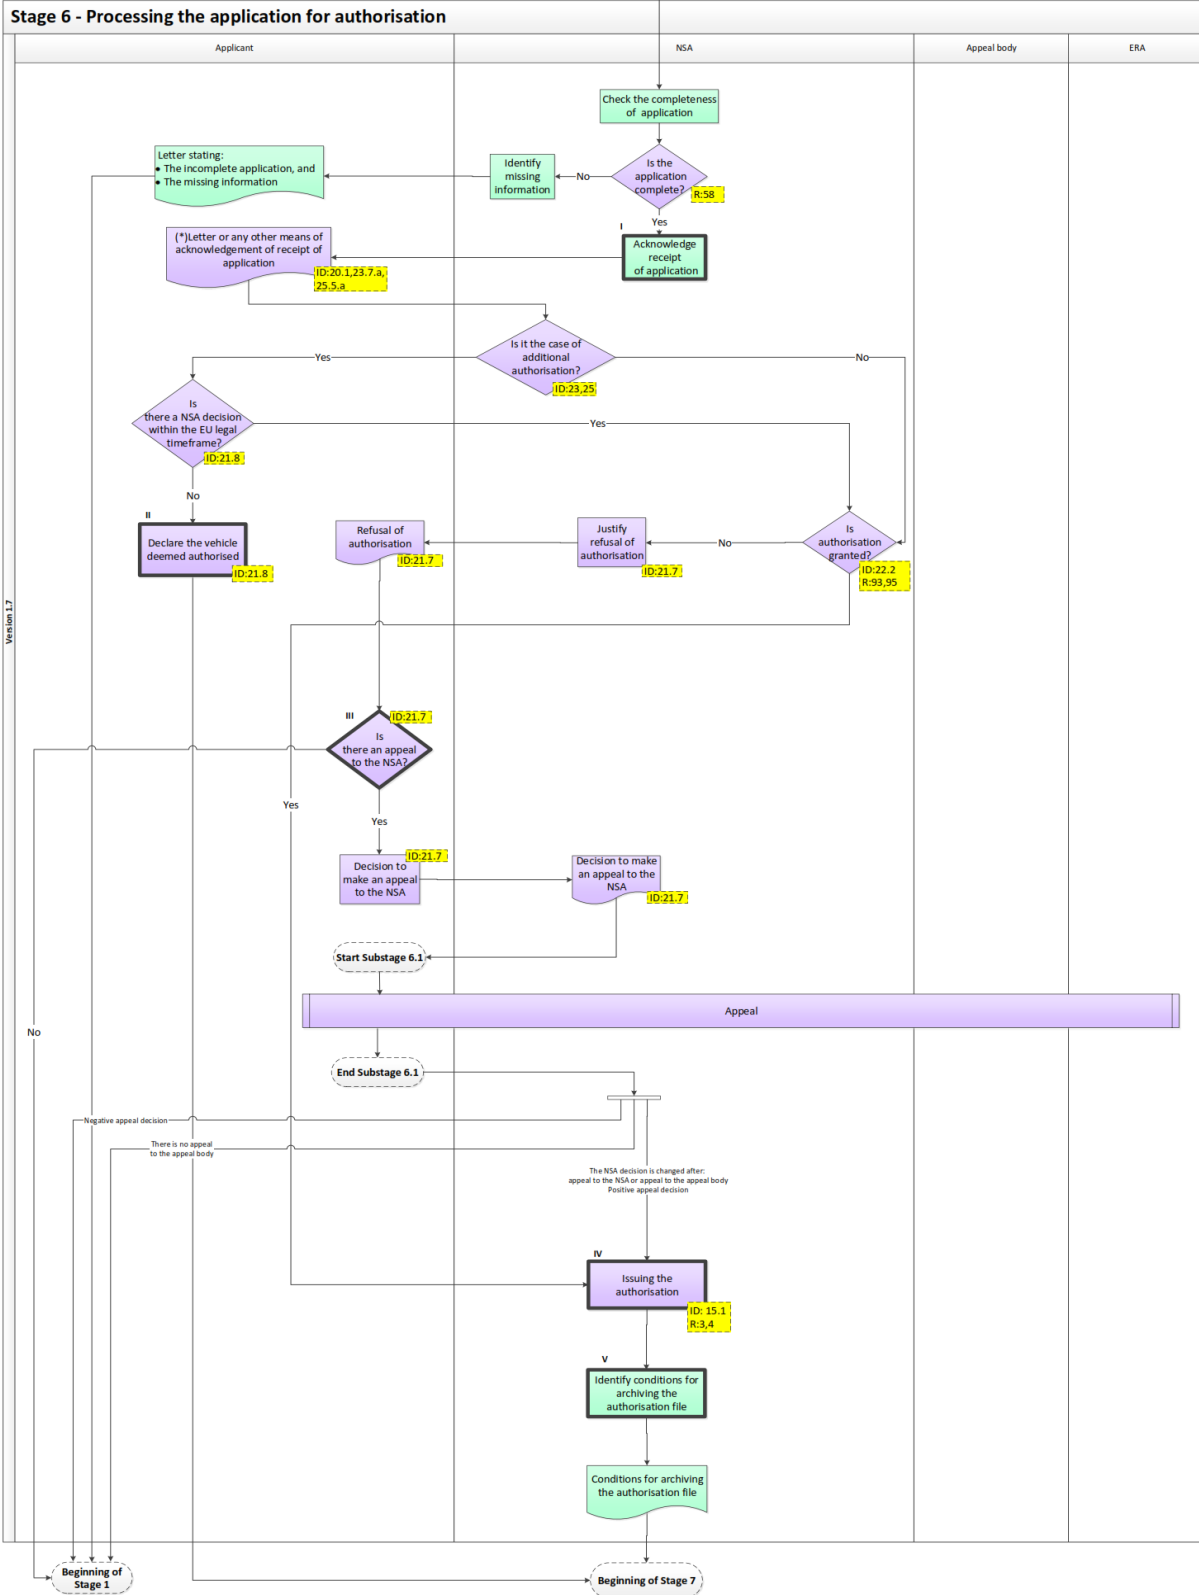 Stage 6 - Processing the application for authorisation
Applicant
NSA
Appeal body
ERA
Version 1.7
Check the completeness
of application
Is the
application
complete?
R:58
No
Identify
missing
information
Letter stating:
• The incomplete application, and
• The missing information
Yes
I
Acknowledge
receipt
of application
(*)Letter or any other means of
acknowledgement of receipt of
application
ID:20.1,23.7.a,
25.5.a
Is it the case of
additional
authorisation?
ID:23,25
Yes
No
Is
there a NSA decision
within the EU legal
timeframe?
ID:21.8
Yes
No
II
Declare the vehicle
deemed authorised
ID:21.8
Refusal of
authorisation
ID:21.7
Justify
refusal of
authorisation
ID:21.7
No
Is
authorisation
granted?
ID:22.2
R:93,95
III
ID:21.7
Is
there an appeal
to the NSA?
Yes
Yes
ID:21.7
Decision to
make an appeal
to the NSA
Decision to make
an appeal to the
NSA
ID:21.7
Start Substage 6.1
Appeal
No
End Substage 6.1
Negative appeal decision
There is no appeal
to the appeal body
The NSA decision is changed after:
appeal to the NSA or appeal to the appeal body
Positive appeal decision
IV
Issuing the
authorisation
ID: 15.1
R:3,4
V
Identify conditions for
archiving the
authorisation file
Conditions for archiving
the authorisation file
Beginning of
Stage 1
Beginning of Stage 7